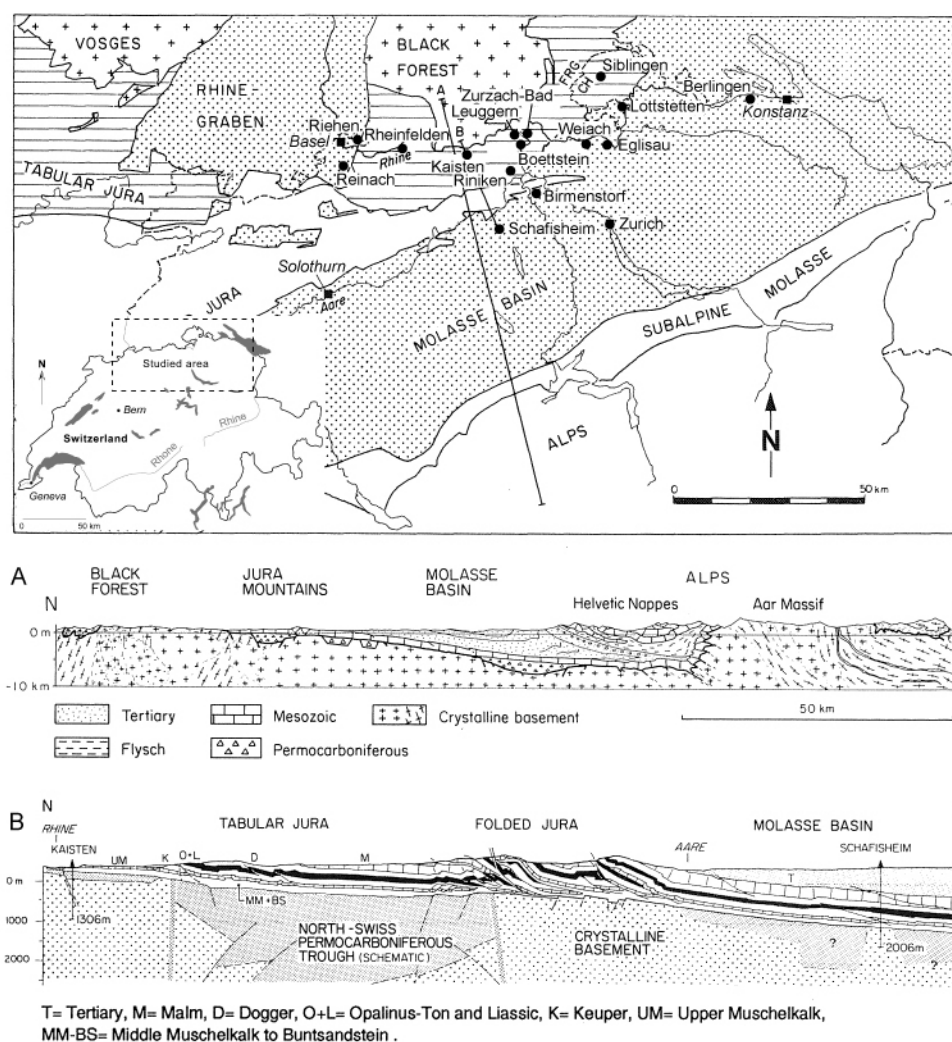 VOSGES
BLACK
FOREST
RHINE-
GRABEN
TABULAR JURA
A
B
C
FRG
CH
Siblingen
Zurzach-Bad
Leuggern
Berlingen
Lottstetten
Konstanz
Riehen
Basel
Rheinfelden
Rhine
Weiach
Eglisau
Reinach
Kaisten
Boettstein
Riniken
Birmenstorf
Schafisheim
Zurich
Solothurn
Aare
JURA
MOLASSE BASIN
SUBALPINE MOLASSE
ALPS
N
0 50 km
N
Studied area
Bern
Switzerland
Rhine
Rhone
Geneva
0 50 km
A
BLACK FOREST
JURA MOUNTAINS
MOLASSE BASIN
ALPS
N
Helvetic Nappes
Aar Massif
0 m
-10 km
50 km
Tertiary
Mesozoic
Crystalline basement
Flysch
Permocarboniferous
N
B
TABULAR JURA
FOLDED JURA
MOLASSE BASIN
RHINE
KAISTEN
UM
K
O+L
D
M
AARE
SCHAFISHEIM
T
0 m
1000
2000
1306m
MM+BS
NORTH-SWISS
PERMOCARBONIFEROUS
TROUGH (SCHEMATIC)
CRYSTALLINE
BASEMENT
?
2006m
?
T= Tertiary, M= Malm, D= Dogger, O+L= Opalinus-Ton and Liassic, K= Keuper, UM= Upper Muschelkalk,
MM-BS= Middle Muschelkalk to Buntsandstein .